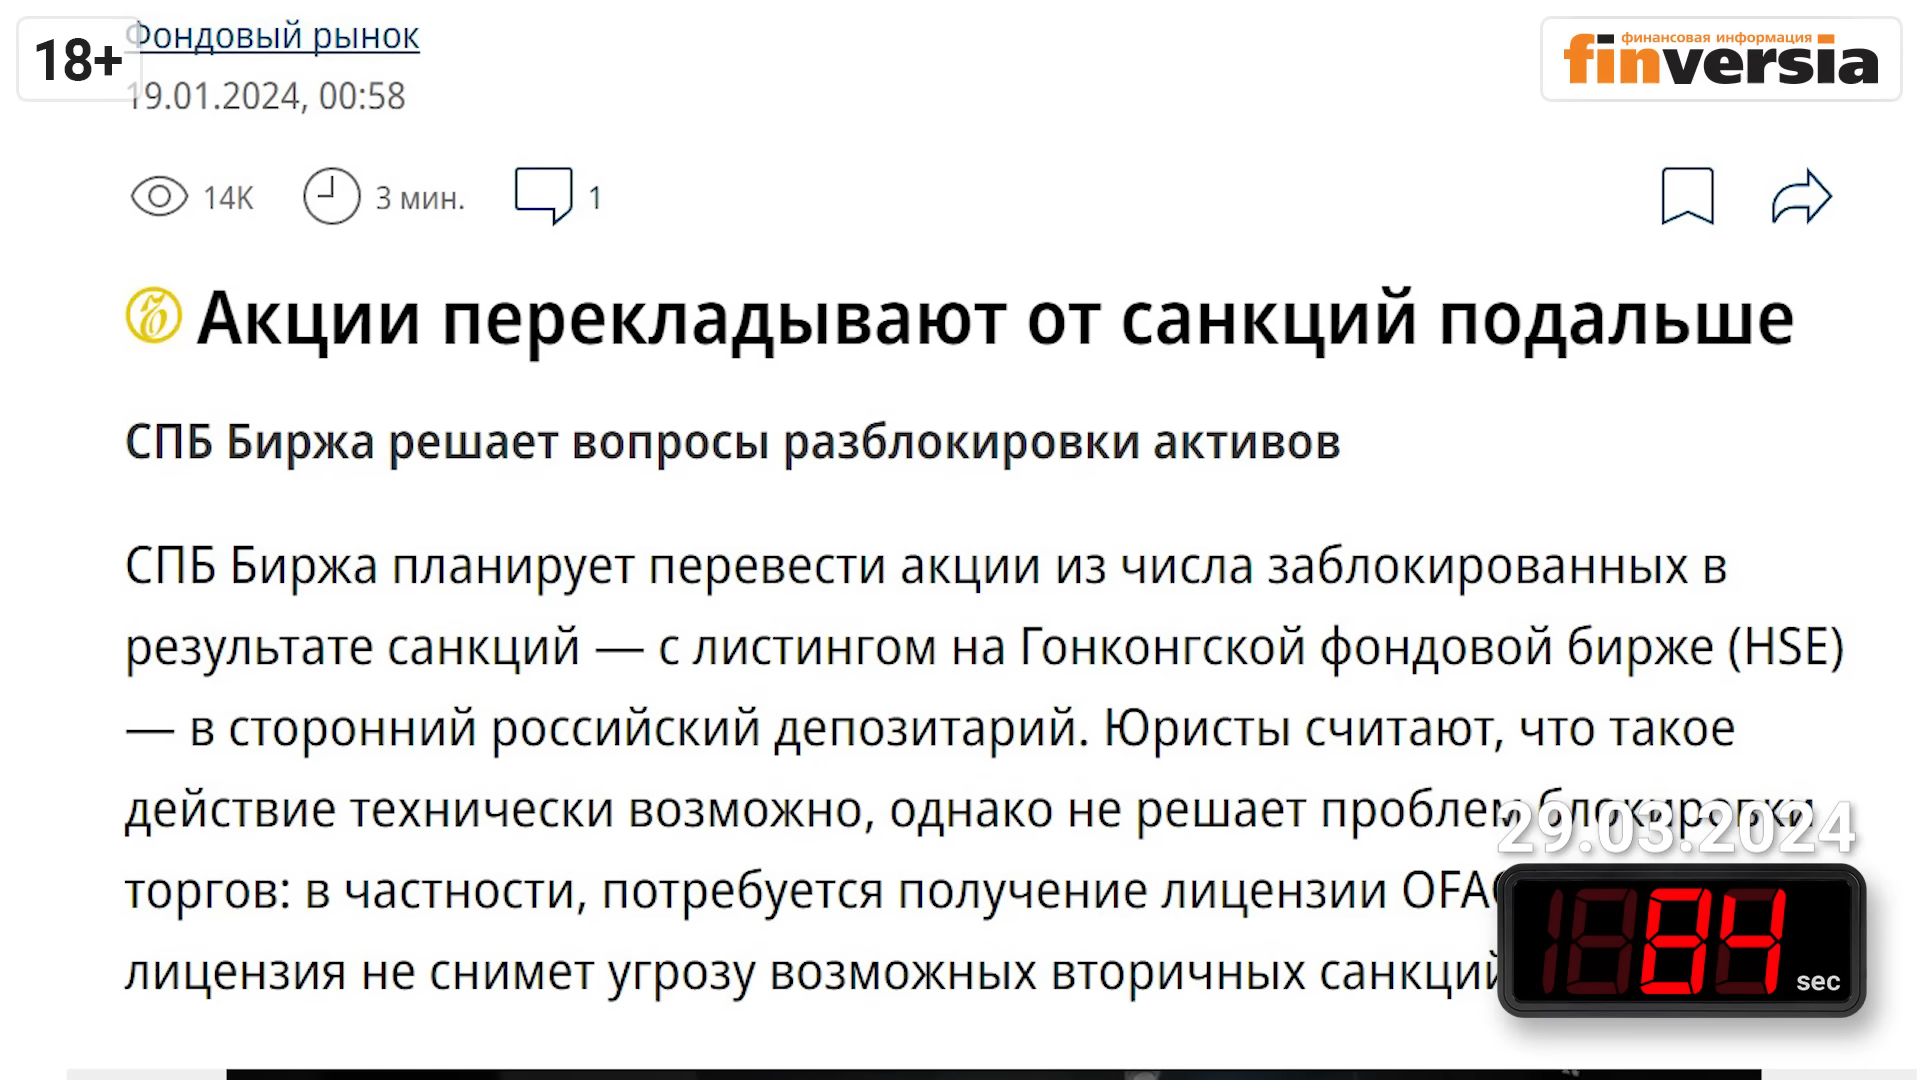 18+
Фондовый рынок
финансовая информация
finversia
19.01.2024, 00:58
14K
3 мин.
1
Акции перекладывают от санкций подальше
СПБ Биржа решает вопросы разблокировки активов
СПБ Биржа планирует перевести акции из числа заблокированных в
результате санкций — с листингом на Гонконгской фондовой бирже (HSE)
— в сторонний российский депозитарий. Юристы считают, что такое
действие технически возможно, однако не решает проблем блокировки
29.03.2024
торгов: в частности, потребуется получение лицензии
лицензия не снимет угрозу возможных вторичных санкций
04
sec